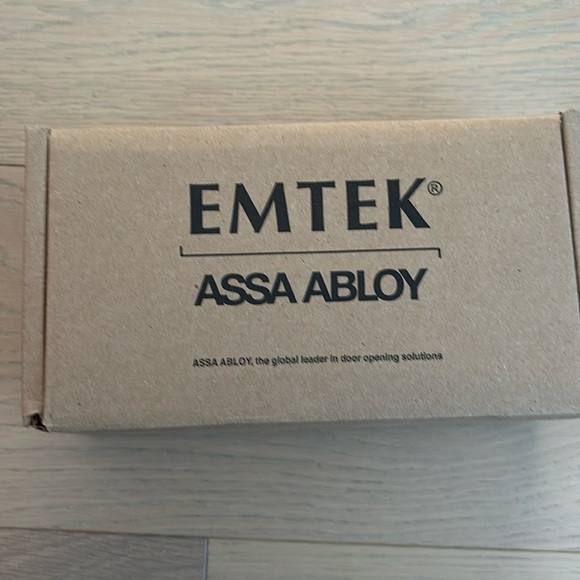 EMTEK®
ASSA ABLOY
ASSA ABLOY, the global leader in door opening solutions